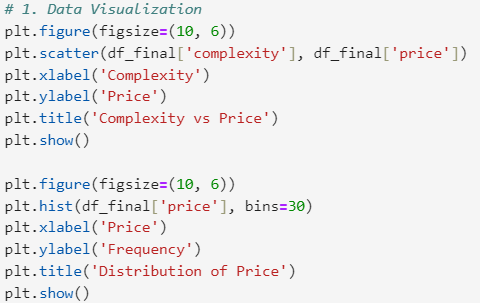 # 1. Data Visualization
plt.figure(figsize=(10, 6))
plt.scatter(df_final['complexity'], df_final['price'])
plt.xlabel('Complexity')
plt.ylabel('Price')
plt.title('Complexity vs Price')
plt.show()

plt.figure(figsize=(10, 6))
plt.hist(df_final['price'], bins=30)
plt.xlabel('Price')
plt.ylabel('Frequency')
plt.title('Distribution of Price')
plt.show()